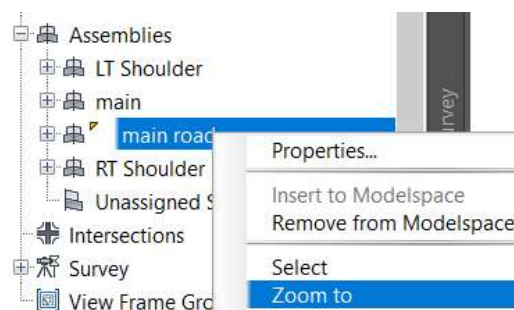 Assemblies
LT Shoulder
main
main road
RT Shoulder
Unassigned S
Intersections
Survey
View Frame Gro
Properties...
Insert to Modelspace
Remove from Modelspace
Select
Zoom to
urvey